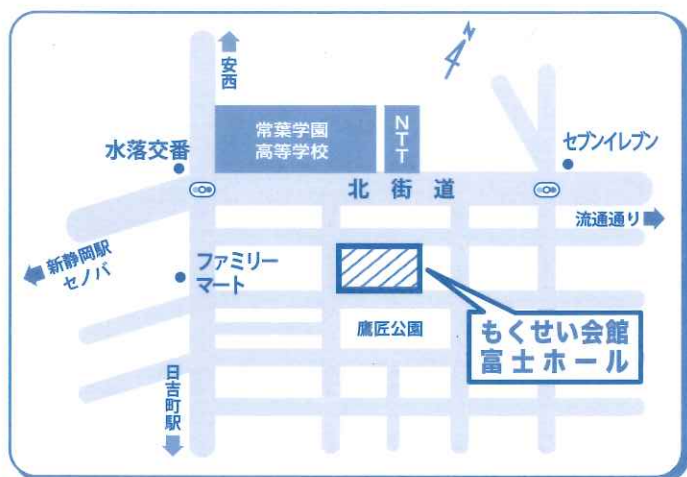 N
安西
常葉学園
高等学校
NTT
セブンイレブン
水落交番
北街道
流通通り
新静岡駅
セノバ
ファミリー
マート
もくせい会館
富士ホール
鷹匠公園
日吉町駅